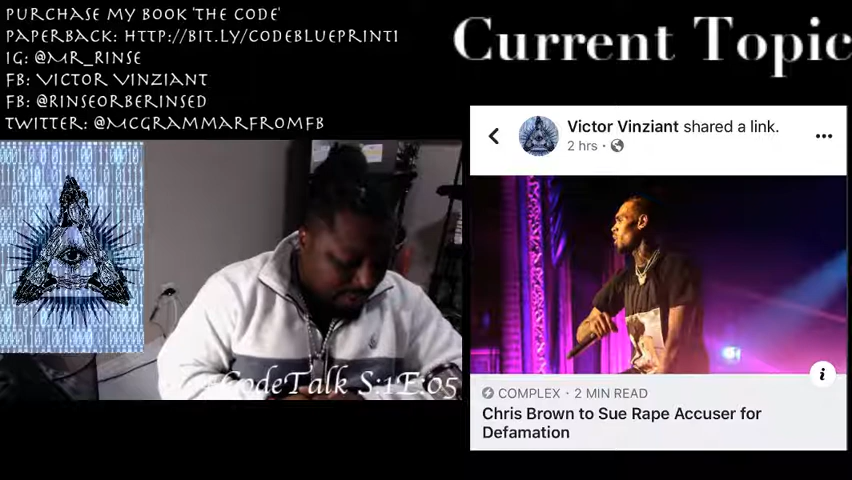 PURCHASE MY BOOK 'THE CODE'
PAPERBACK: HTTP://BIT.LY/CODEBLUEPRINT1
IG: @MR_RINSE
FB: VICTOR VINZIANT
FB: @RINSEORBERINSED
TWITTER: @MCGRAMMARFROMFB
Current Topic
Victor Vinziant shared a link.
2 hrs ·
CodeTalk S:1E:05
COMPLEX · 2 MIN READ
Chris Brown to Sue Rape Accuser for
Defamation